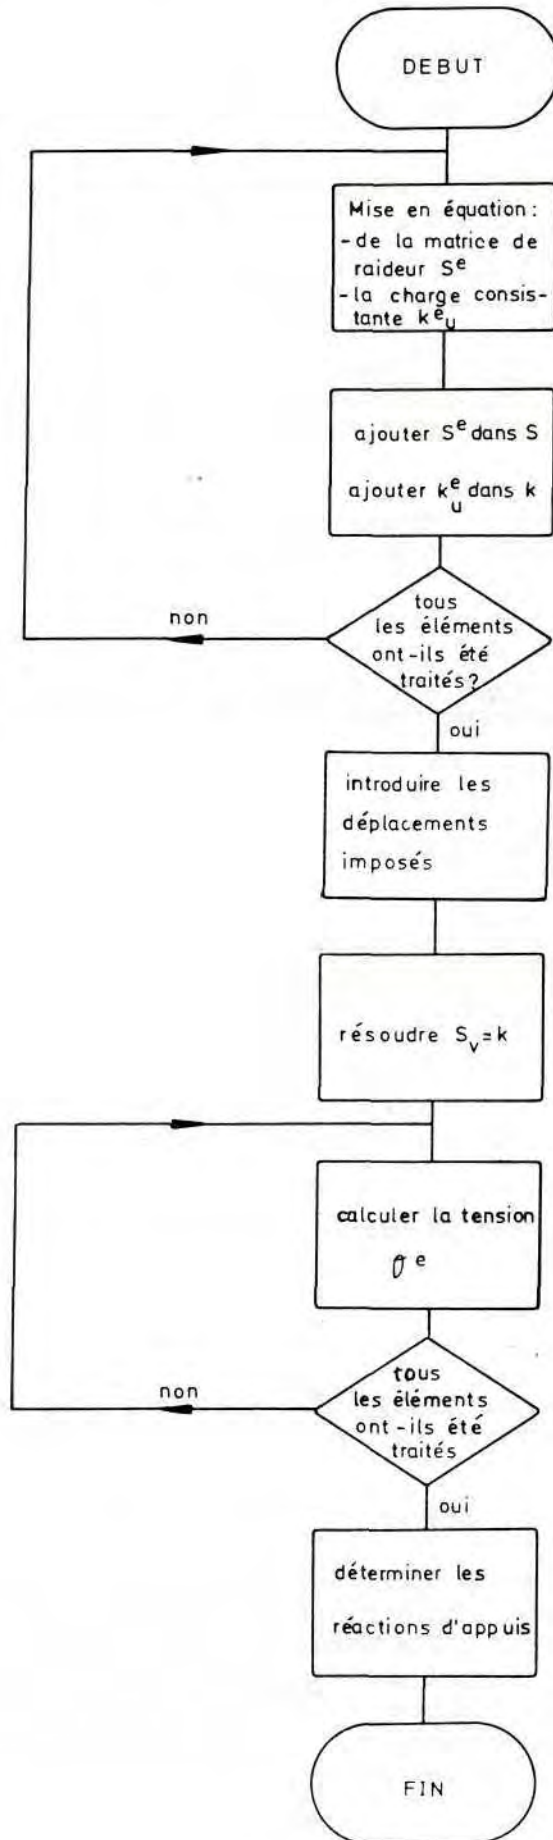 DEBUT
Mise en équation:
- de la matrice de
raideur Sᵉ
- la charge consis-
tante kᵉᵤ
ajouter Sᵉ dans S
ajouter kᵉᵤ dans k
tous
les éléments
ont-ils été
traités?
non
oui
introduire les
déplacements
imposés
résoudre Sᵥ=k
calculer la tension
σᵉ
tous
les éléments
ont-ils été
traités
non
oui
déterminer les
réactions d'appuis
FIN